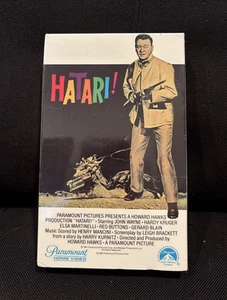 HATARI!
PARAMOUNT PICTURES PRESENTS A HOWARD HAWKS
PRODUCTION "HATARI!" - Starring JOHN WAYNE - HARDY KRUGER
ELSA MARTINELLI - RED BUTTONS - GERARD BLAIN
Music Scored by HENRY MANCINI - Screenplay by LEIGH BRACKETT
from a story by HARRY KURNITZ - Directed and Produced by
HOWARD HAWKS - A PARAMOUNT PICTURE
Paramount
HOME VIDEO